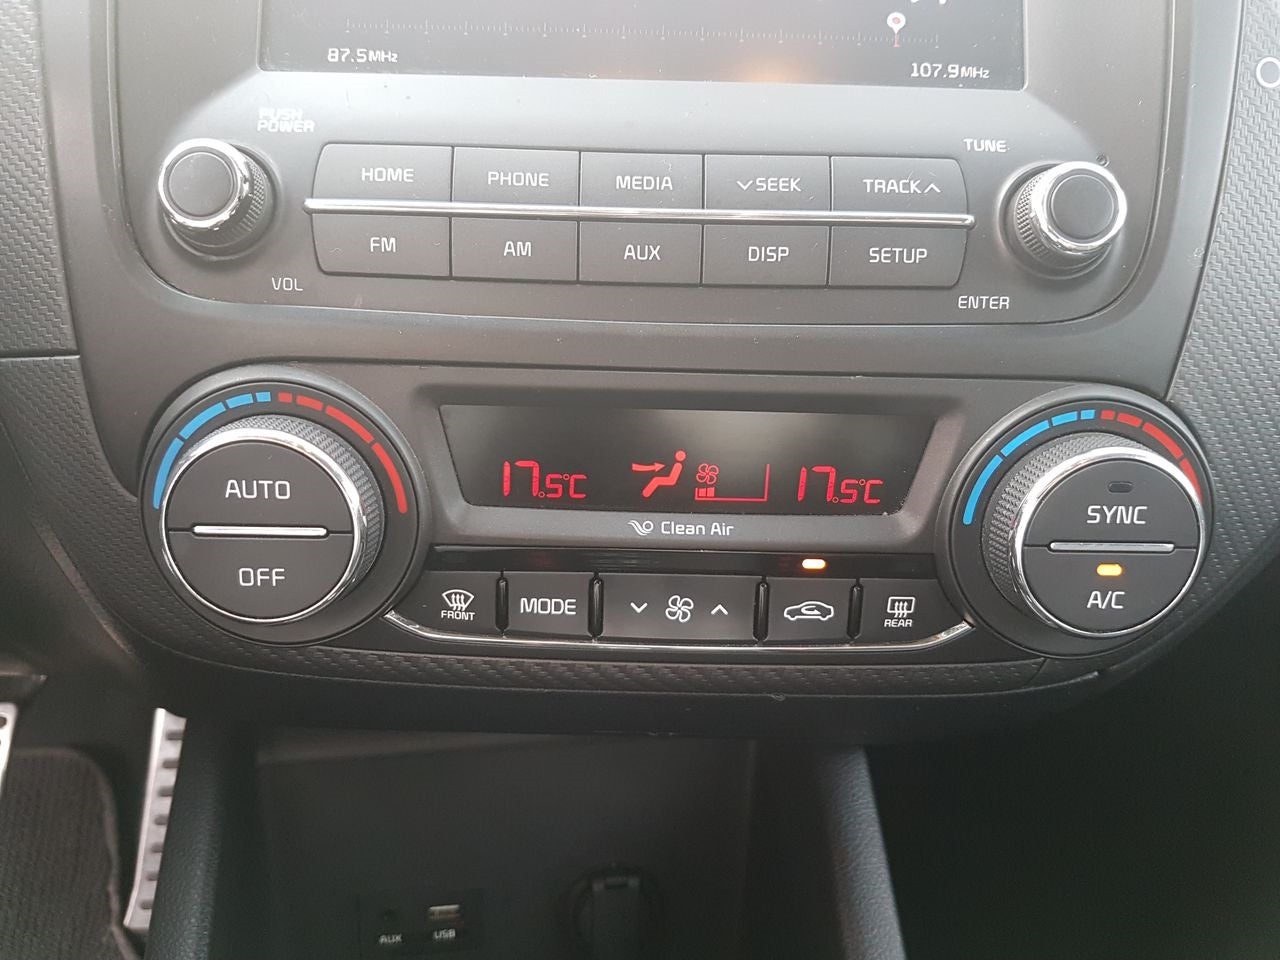 87.5MHz 107.9MHz
PUSH
POWER
TUNE
HOME PHONE MEDIA SEEK TRACK
FM AM AUX DISP SETUP
VOL ENTER
AUTO
OFF
17.5°C 17.5°C
Clean Air
SYNC
A/C
FRONT MODE REAR
AUX USB